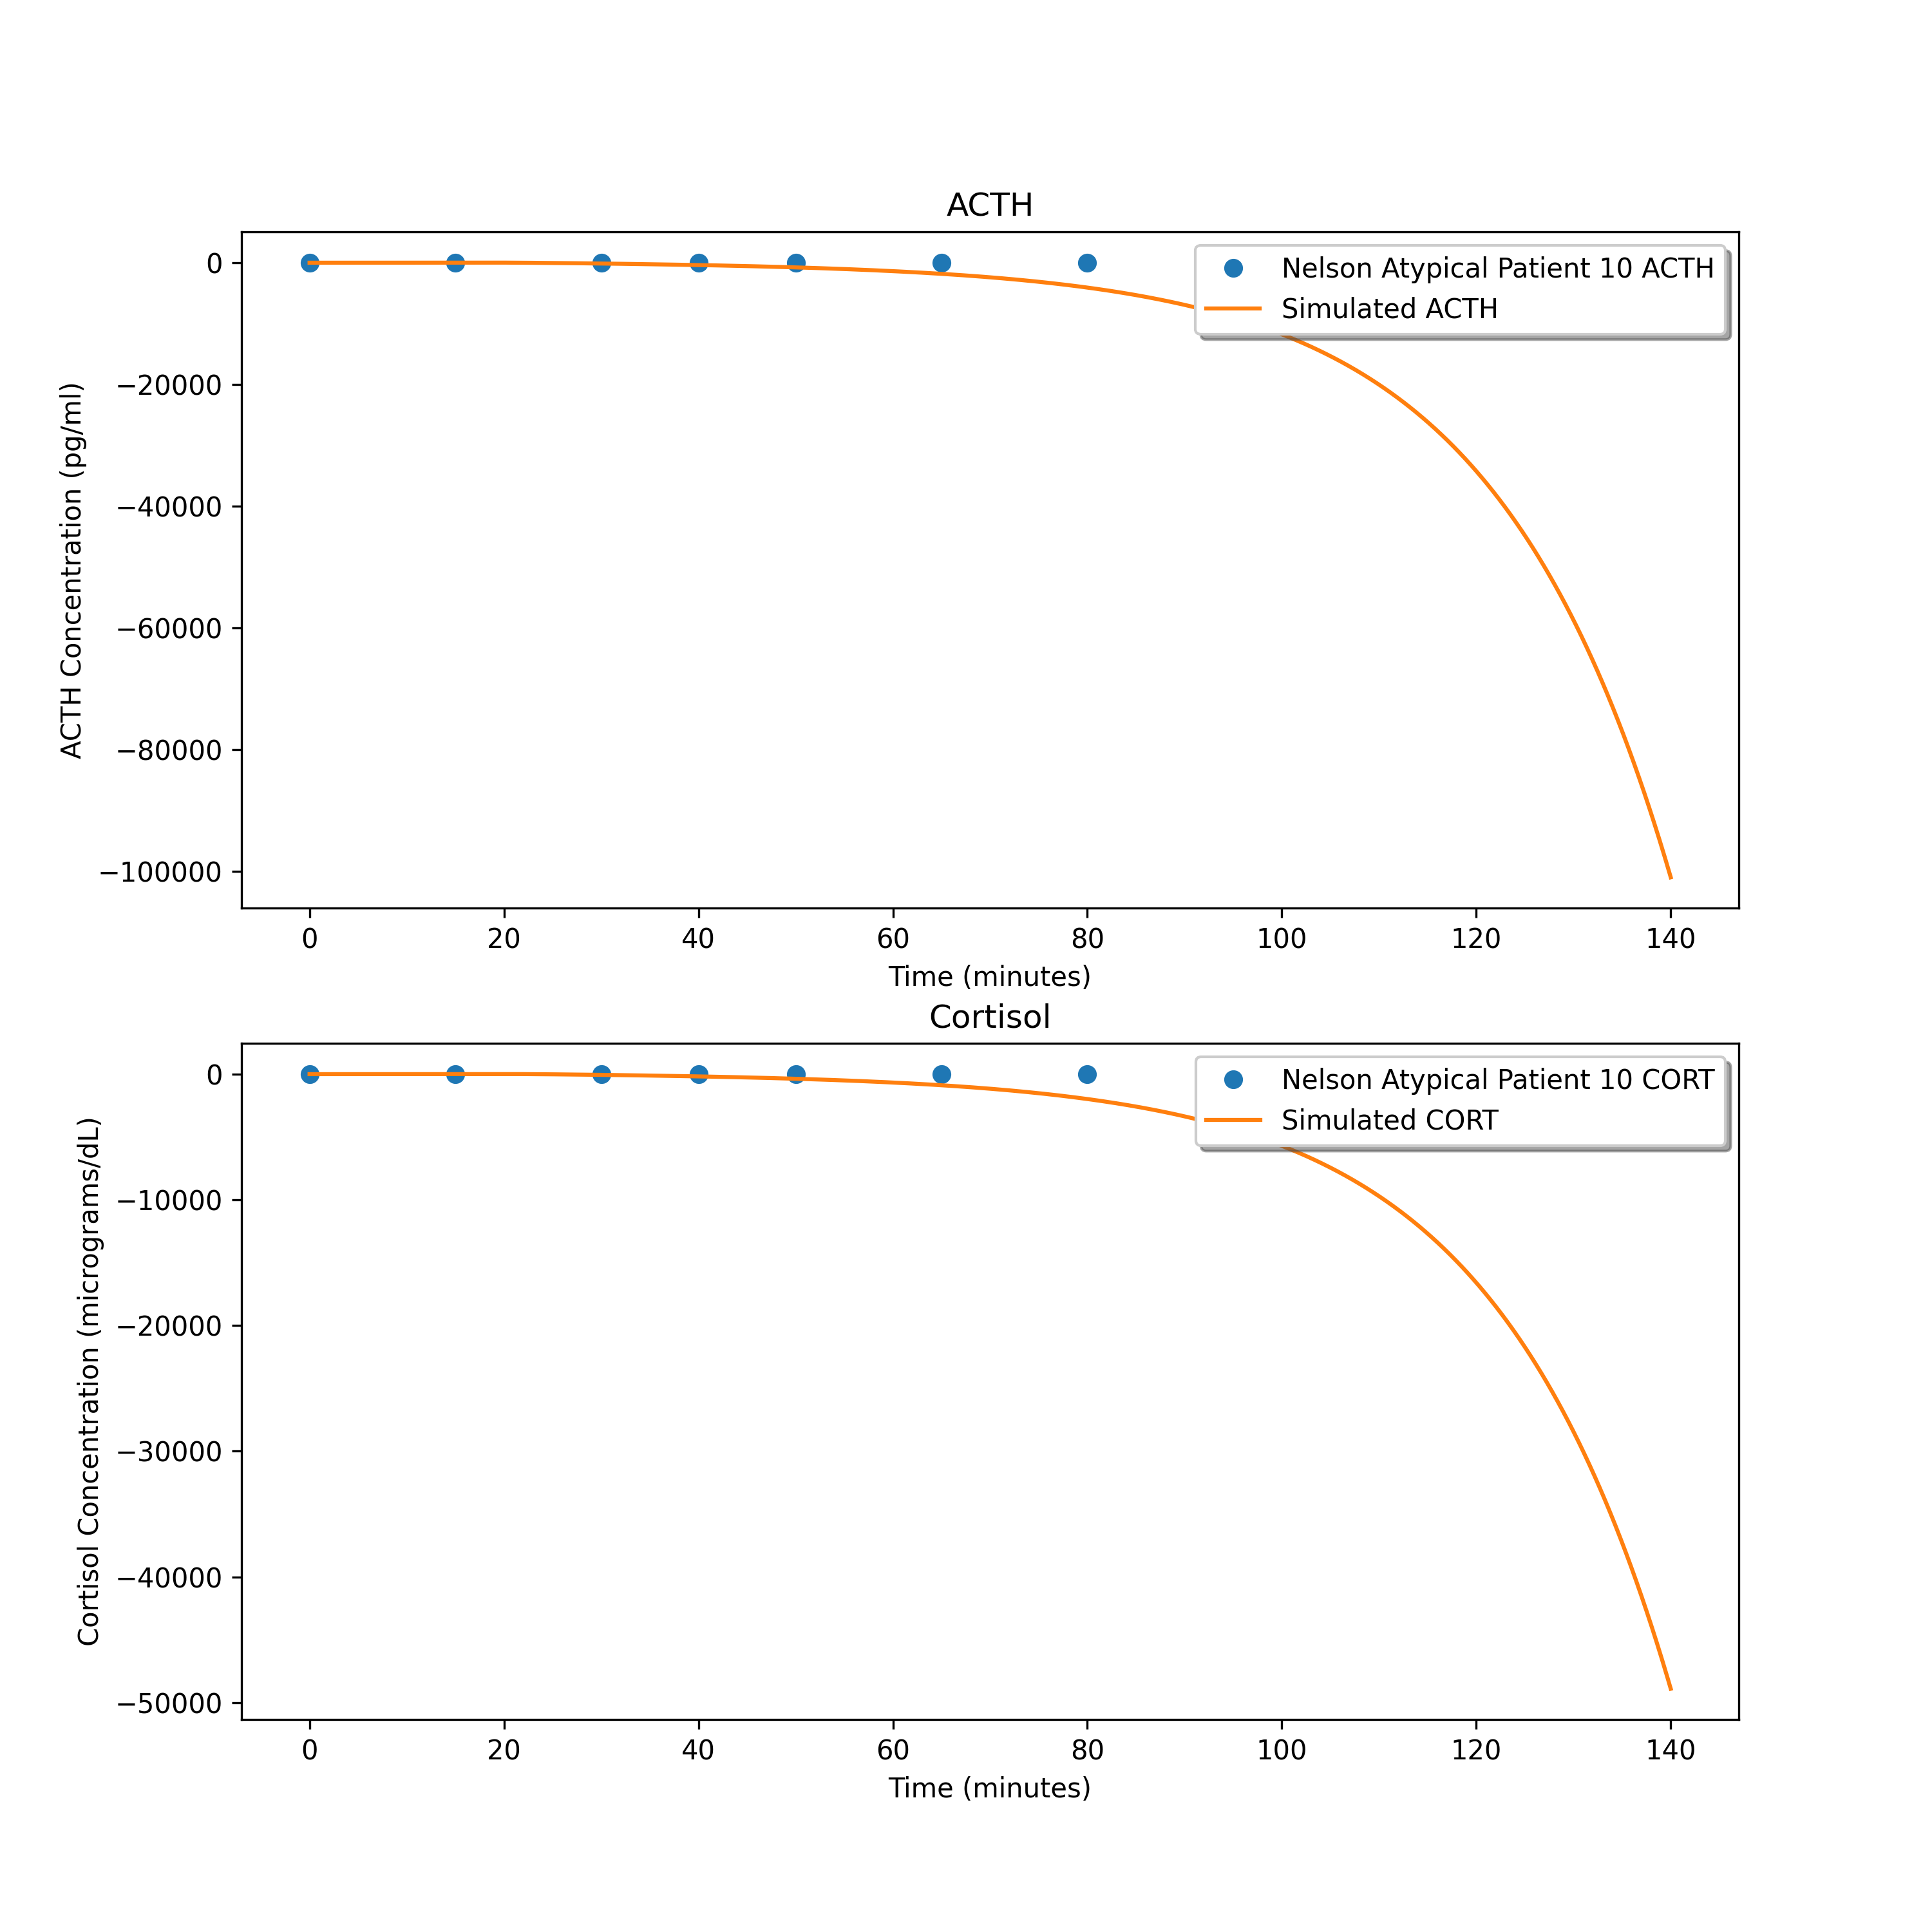 ACTH
Nelson Atypical Patient 10 ACTH
Simulated ACTH
ACTH Concentration (pg/ml)
0
−20000
−40000
−60000
−80000
−100000
0 20 40 60 80 100 120 140
Time (minutes)
Cortisol
Nelson Atypical Patient 10 CORT
Simulated CORT
Cortisol Concentration (micrograms/dL)
0
−10000
−20000
−30000
−40000
−50000
0 20 40 60 80 100 120 140
Time (minutes)